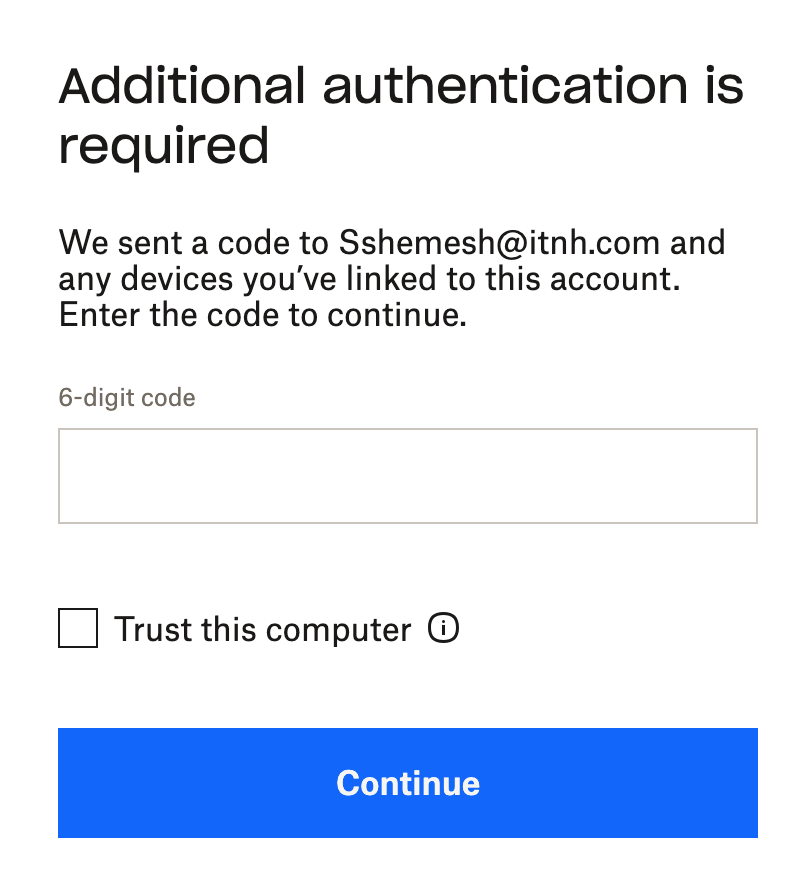 Additional authentication is
required
We sent a code to Sshemesh@itnh.com and
any devices you’ve linked to this account.
Enter the code to continue.
6-digit code
Trust this computer
Continue